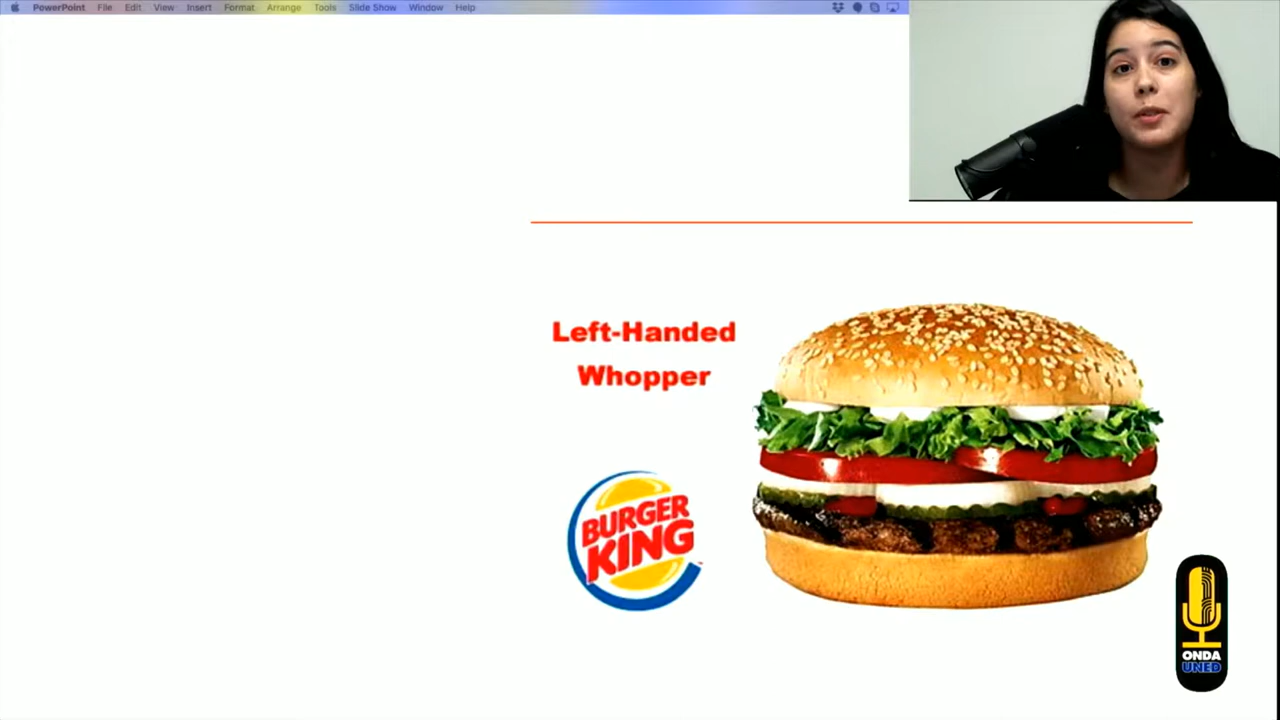 PowerPoint File Edit View Insert Format Arrange Tools Slide Show Window Help
Left-Handed
Whopper
BURGER
KING
ONDA
UNED